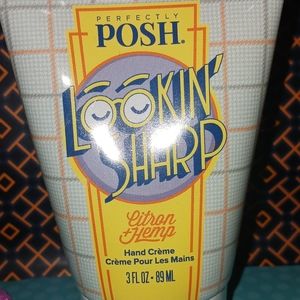 PERFECTLY
POSH.
LOOKIN'
SHARP
Citron
+Hemp
Hand Crème
Crème Pour Les Mains
3 FL OZ • 89 ML